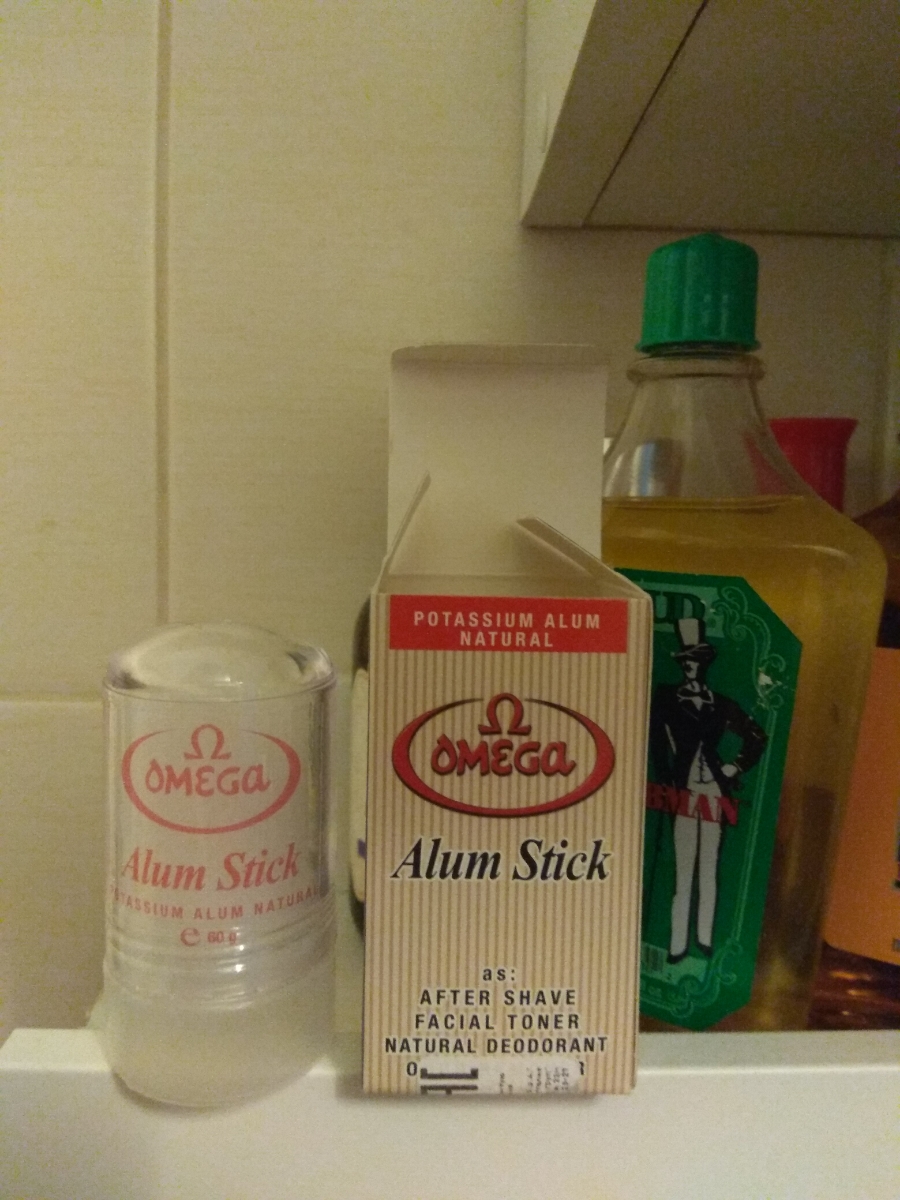 Ω
OMEGA
Alum Stick
POTASSIUM ALUM NATURAL
℮ 60 g
POTASSIUM ALUM
NATURAL
Ω
OMEGA
Alum Stick
as:
AFTER SHAVE
FACIAL TONER
NATURAL DEODORANT